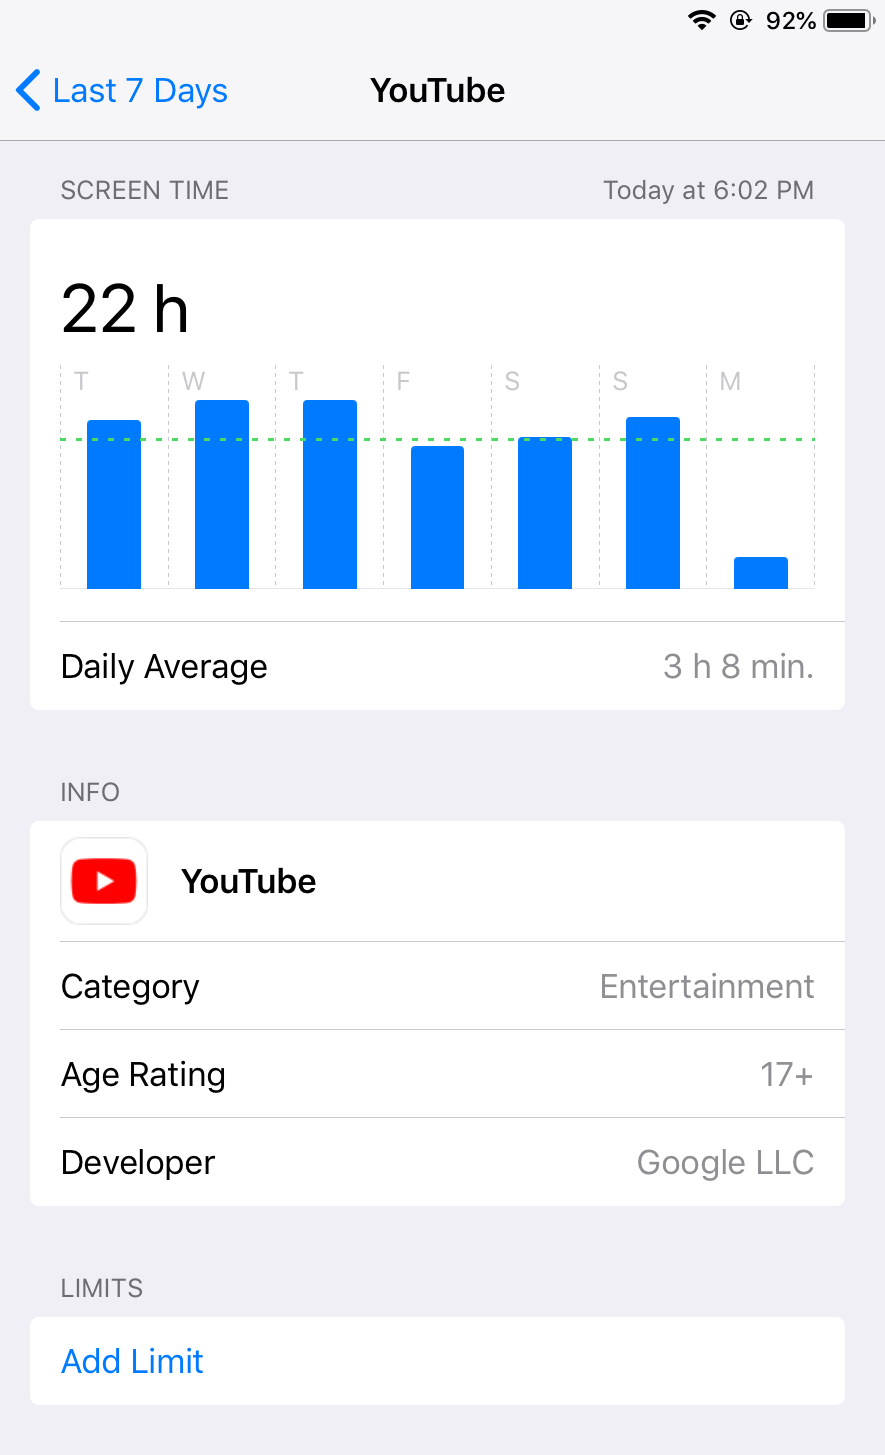 92%
Last 7 Days YouTube
SCREEN TIME Today at 6:02 PM
22 h
T W T F S S M
Daily Average 3 h 8 min.
INFO
YouTube
Category Entertainment
Age Rating 17+
Developer Google LLC
LIMITS
Add Limit